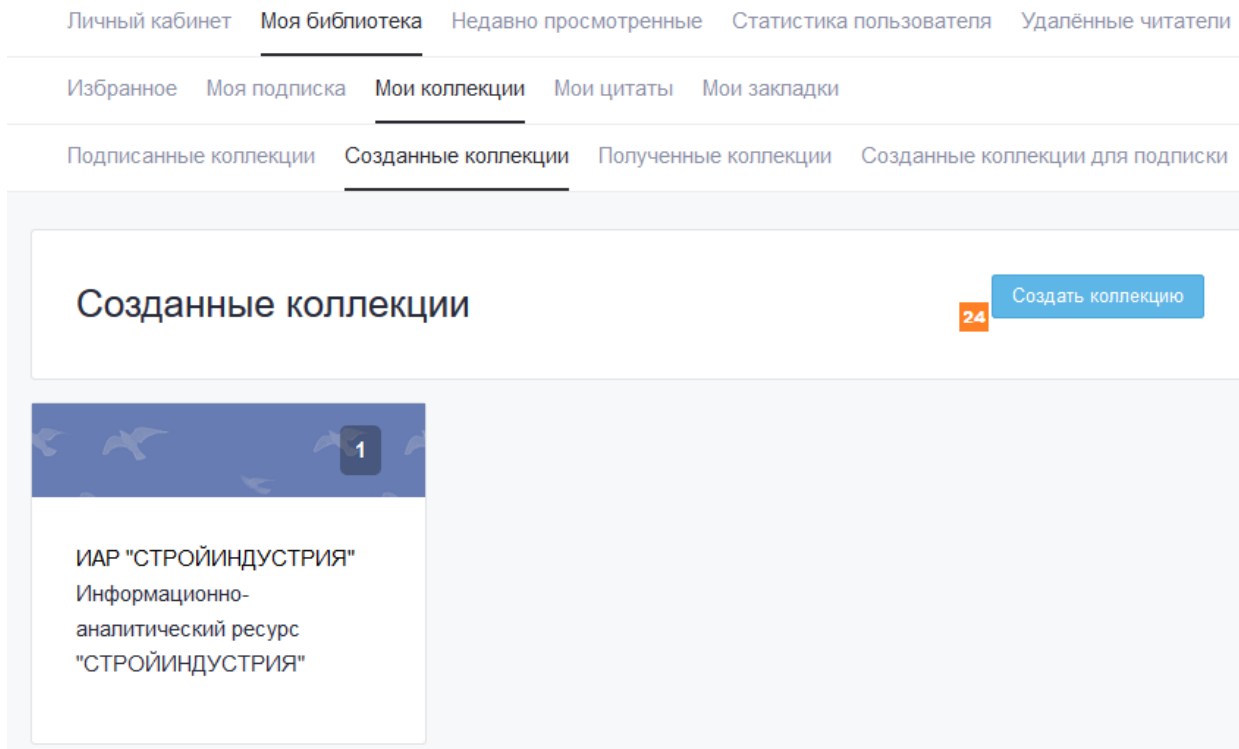 Личный кабинет Моя библиотека Недавно просмотренные Статистика пользователя Удалённые читатели
Избранное Моя подписка Мои коллекции Мои цитаты Мои закладки
Подписанные коллекции Созданные коллекции Полученные коллекции Созданные коллекции для подписки
Созданные коллекции
24 Создать коллекцию
1
ИАР "СТРОЙИНДУСТРИЯ"
Информационно-
аналитический ресурс
"СТРОЙИНДУСТРИЯ"